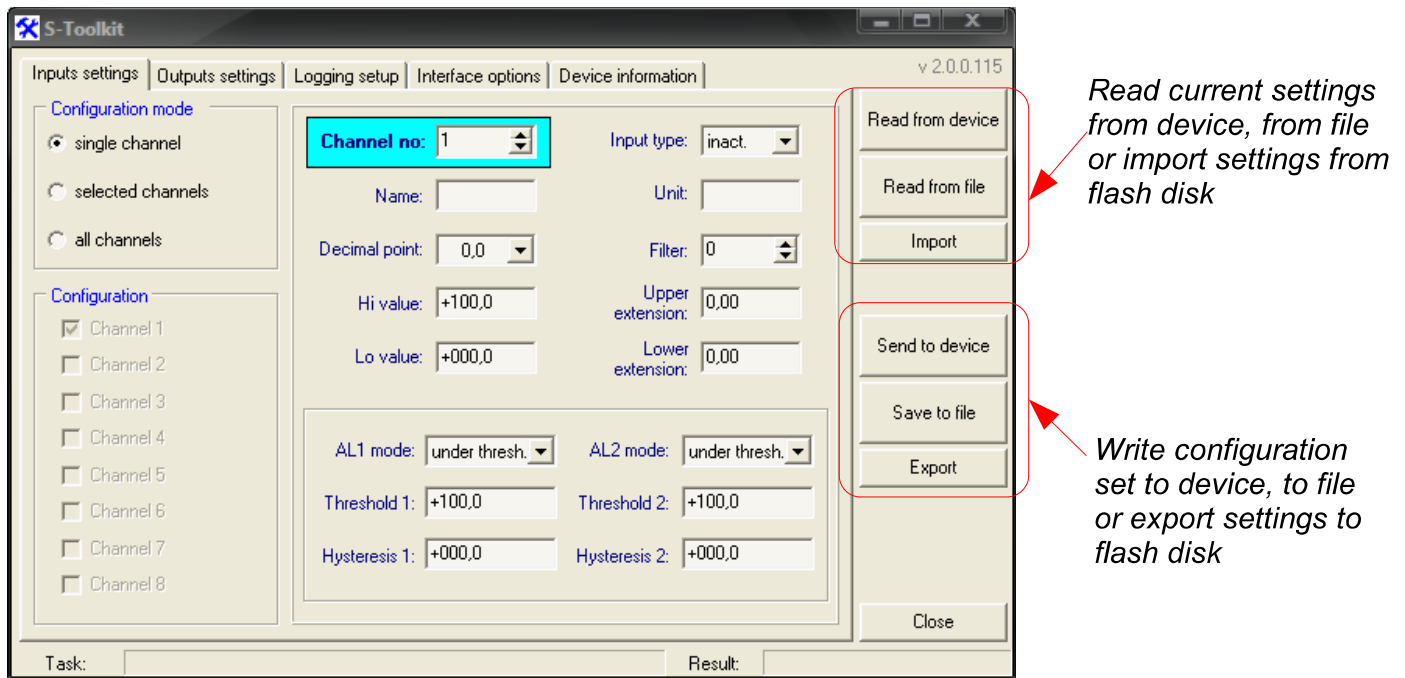 S-Toolkit
Inputs settings Outputs settings Logging setup Interface options Device information
v 2.0.0.115
Configuration mode
single channel
selected channels
all channels
Configuration
Channel 1
Channel 2
Channel 3
Channel 4
Channel 5
Channel 6
Channel 7
Channel 8
Channel no: 1
Input type: inact.
Name:
Unit:
Decimal point: 0,0
Filter: 0
Hi value: +100,0
Upper
extension: 0,00
Lo value: +000,0
Lower
extension: 0,00
AL1 mode: under thresh.
AL2 mode: under thresh.
Threshold 1: +100,0
Threshold 2: +100,0
Hysteresis 1: +000,0
Hysteresis 2: +000,0
Read from device
Read from file
Import
Send to device
Save to file
Export
Close
Task:
Result:
Read current settings
from device, from file
or import settings from
flash disk
Write configuration
set to device, to file
or export settings to
flash disk